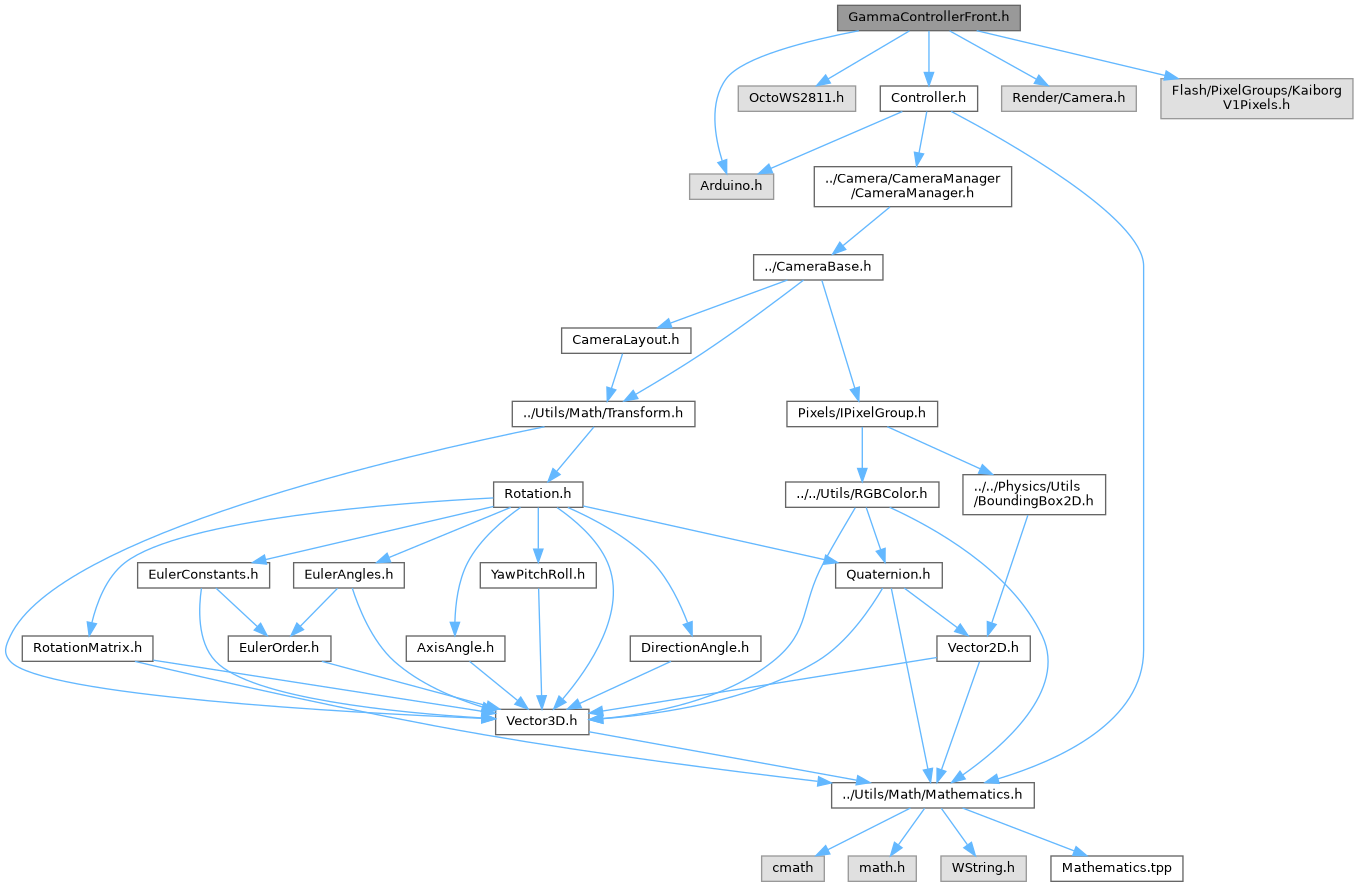 GammaControllerFront.h
OctoWS2811.h
Controller.h
Render/Camera.h
Flash/PixelGroups/Kaiborg
V1Pixels.h
Arduino.h
../Camera/CameraManager
/CameraManager.h
../CameraBase.h
CameraLayout.h
../Utils/Math/Transform.h
Pixels/IPixelGroup.h
Rotation.h
../../Utils/RGBColor.h
../../Physics/Utils
/BoundingBox2D.h
EulerConstants.h
EulerAngles.h
YawPitchRoll.h
Quaternion.h
RotationMatrix.h
EulerOrder.h
AxisAngle.h
DirectionAngle.h
Vector2D.h
Vector3D.h
../Utils/Math/Mathematics.h
cmath
math.h
WString.h
Mathematics.tpp